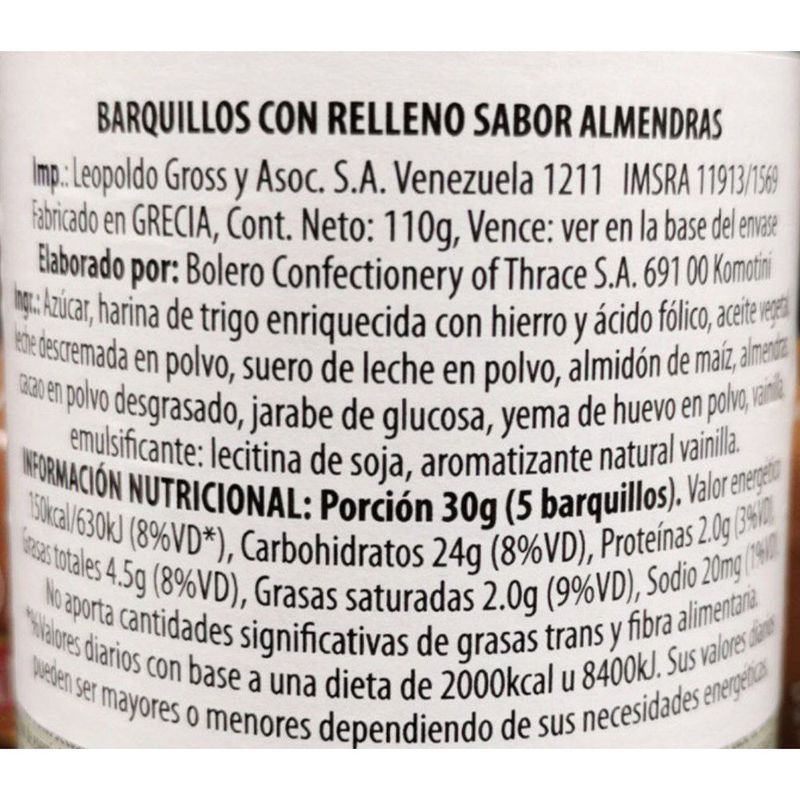 BARQUILLOS CON RELLENO SABOR ALMENDRAS
Imp.: Leopoldo Gross y Asoc. S.A. Venezuela 1211 IMSRA 11913/1569
Fabricado en GRECIA, Cont. Neto: 110g, Vence: ver en la base del envase
Elaborado por: Bolero Confectionery of Thrace S.A. 691 00 Komotini
Ingr.: Azúcar, harina de trigo enriquecida con hierro y ácido fólico, aceite vegetal,
leche descremada en polvo, suero de leche en polvo, almidón de maíz, almendras,
cacao en polvo desgrasado, jarabe de glucosa, yema de huevo en polvo, vainilla,
emulsificante: lecitina de soja, aromatizante natural vainilla.
INFORMACIÓN NUTRICIONAL: Porción 30g (5 barquillos). Valor energético
150kcal/630kJ (8%VD*), Carbohidratos 24g (8%VD), Proteínas 2.0g (3%VD),
Grasas totales 4.5g (8%VD), Grasas saturadas 2.0g (9%VD), Sodio 20mg (1%VD).
No aporta cantidades significativas de grasas trans y fibra alimentaria.
*%Valores diarios con base a una dieta de 2000kcal u 8400kJ. Sus valores diarios
pueden ser mayores o menores dependiendo de sus necesidades energéticas.